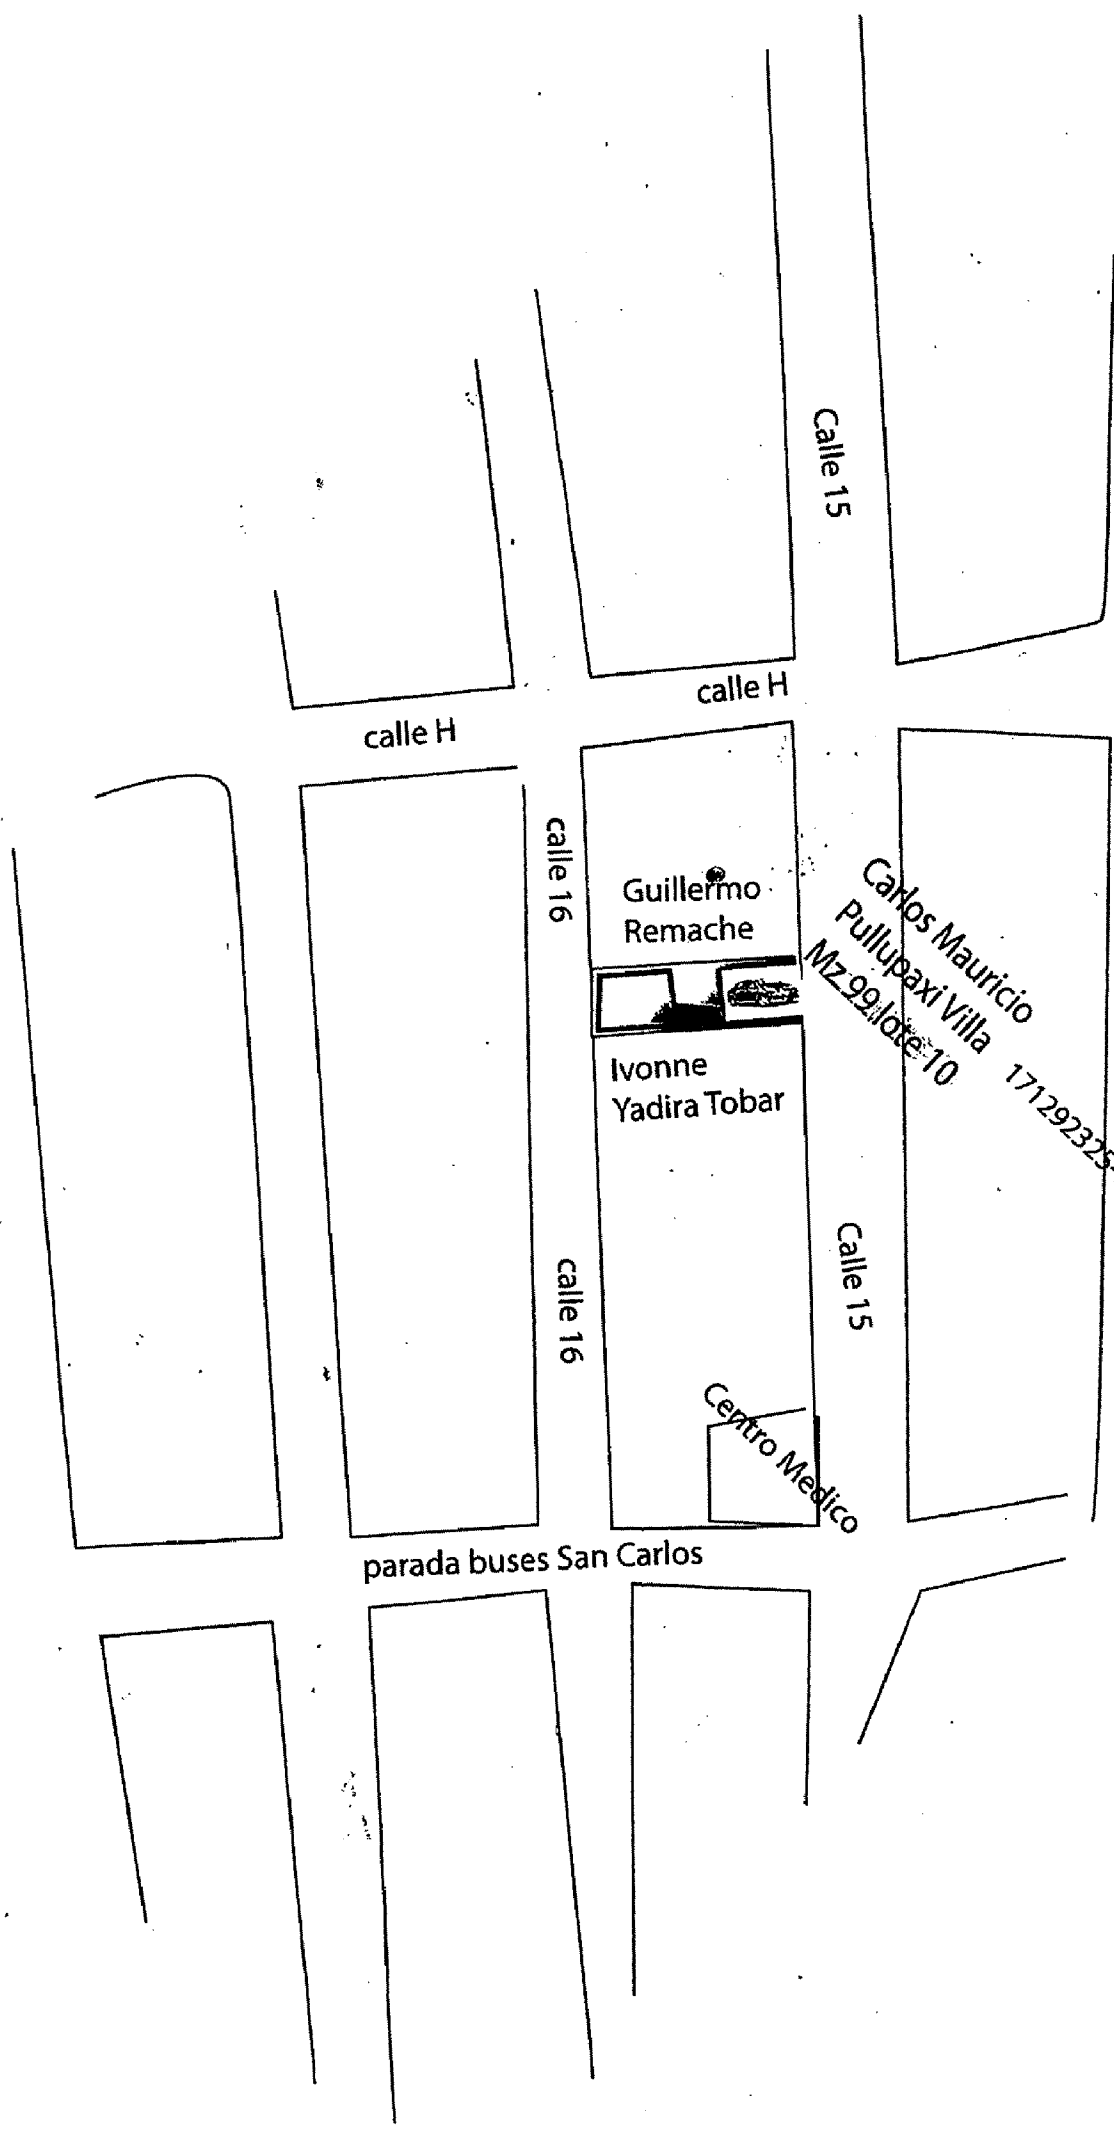 Calle 15
calle H
calle H
calle 16
Guillermo
Remache
Carlos Mauricio
Pullupaxi Villa
Mz 99 lote 10
Ivonne
Yadira Tobar
calle 16
Calle 15
Centro Medico
parada buses San Carlos